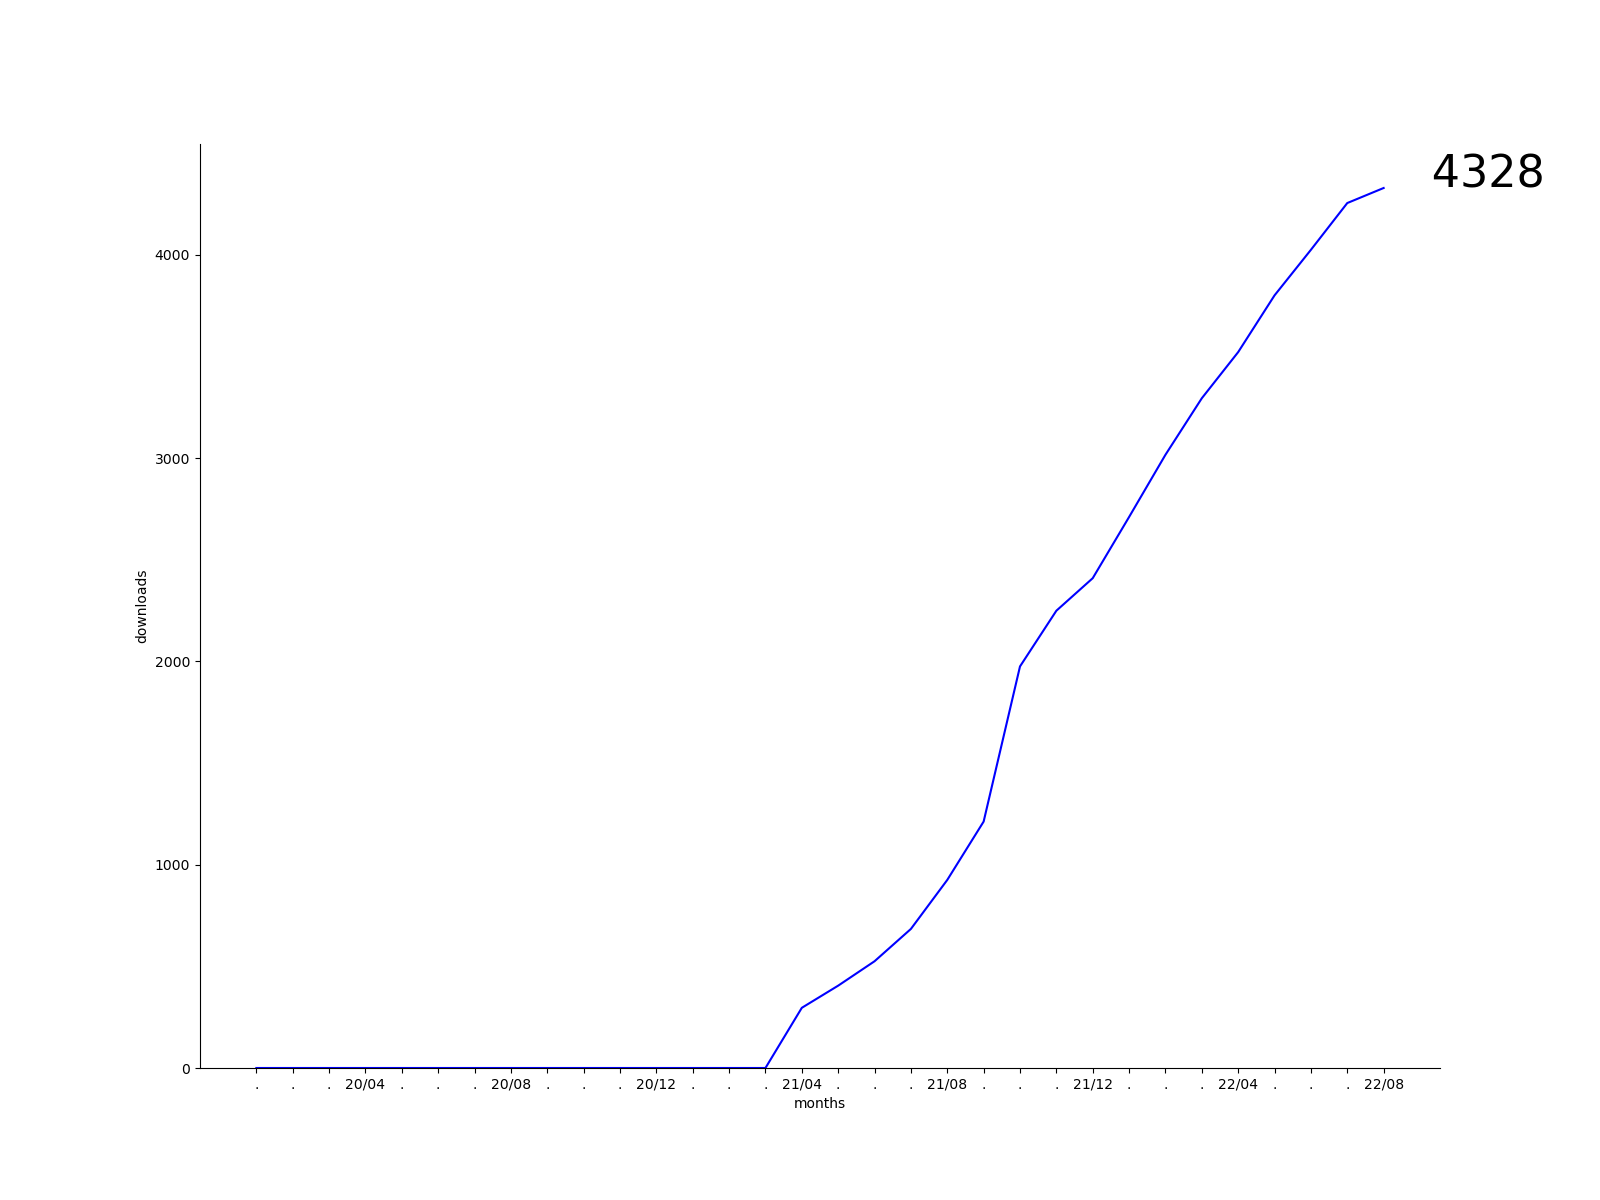 4328
4000
3000
2000
1000
0
downloads
. . . 20/04 . . . 20/08 . . . 20/12 . . . 21/04 . . . 21/08 . . . 21/12 . . . 22/04 . . . 22/08
months